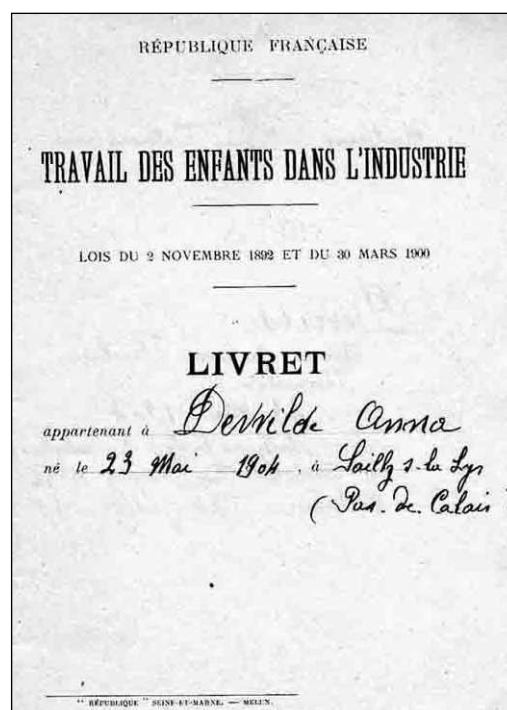 RÉPUBLIQUE FRANÇAISE
TRAVAIL DES ENFANTS DANS L'INDUSTRIE
LOIS DU 2 NOVEMBRE 1892 ET DU 30 MARS 1900
LIVRET
appartenant à Dewilde Anna
né le 23 Mai 1904, à Sailly s. la Lys
(Pas. de. Calais
"RÉPUBLIQUE" SEINE-ET-MARNE. — MELUN.